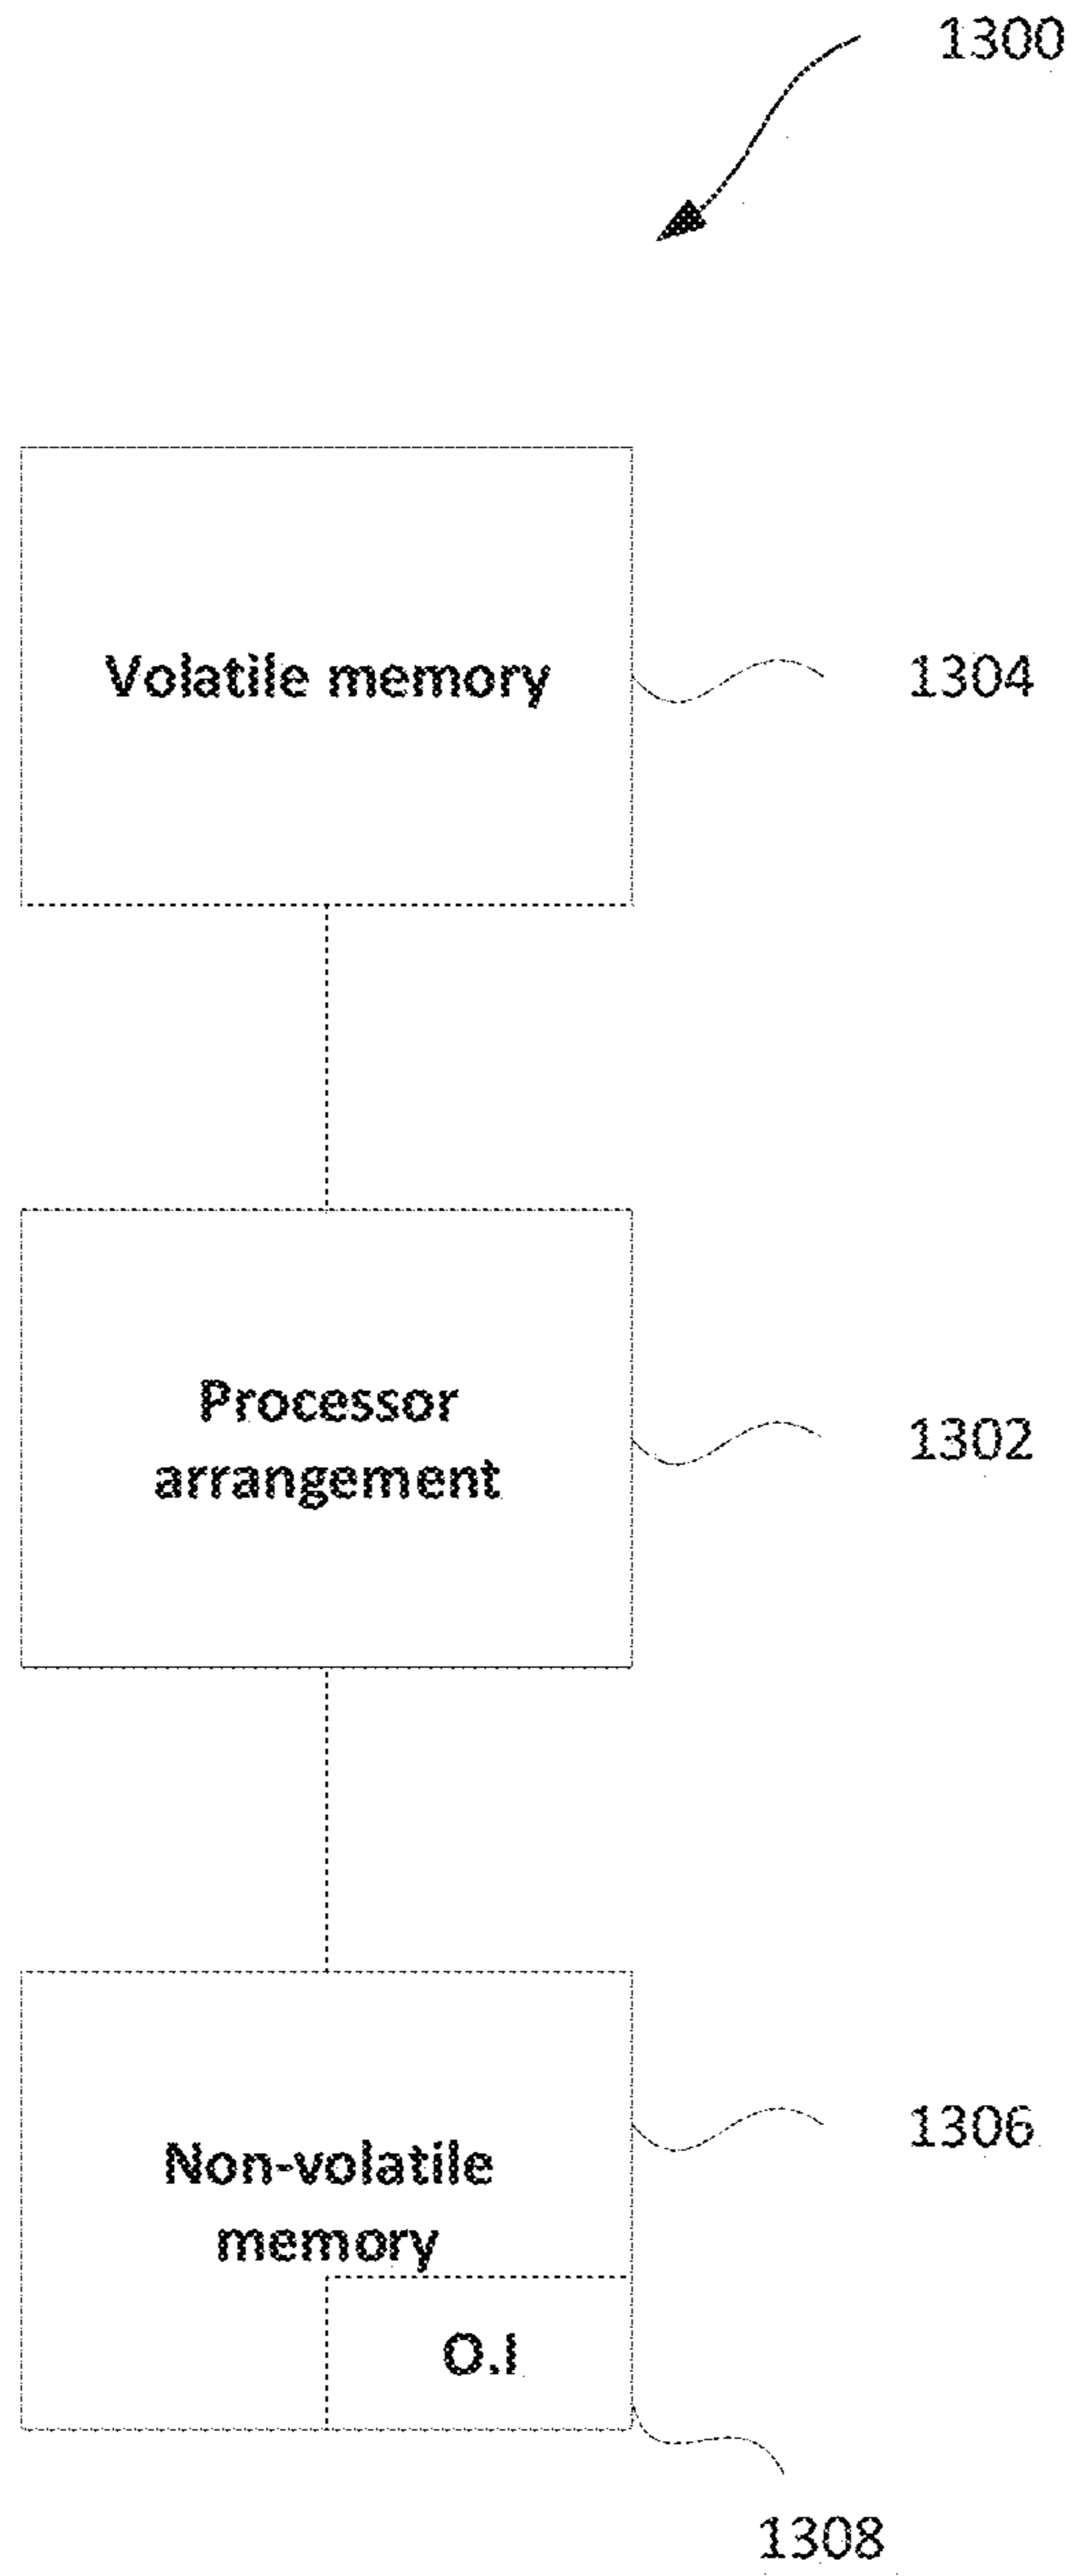 1300
Volatile memory
1304
Processor
arrangement
1302
1306
Non-volatile
memory
O.I
1308